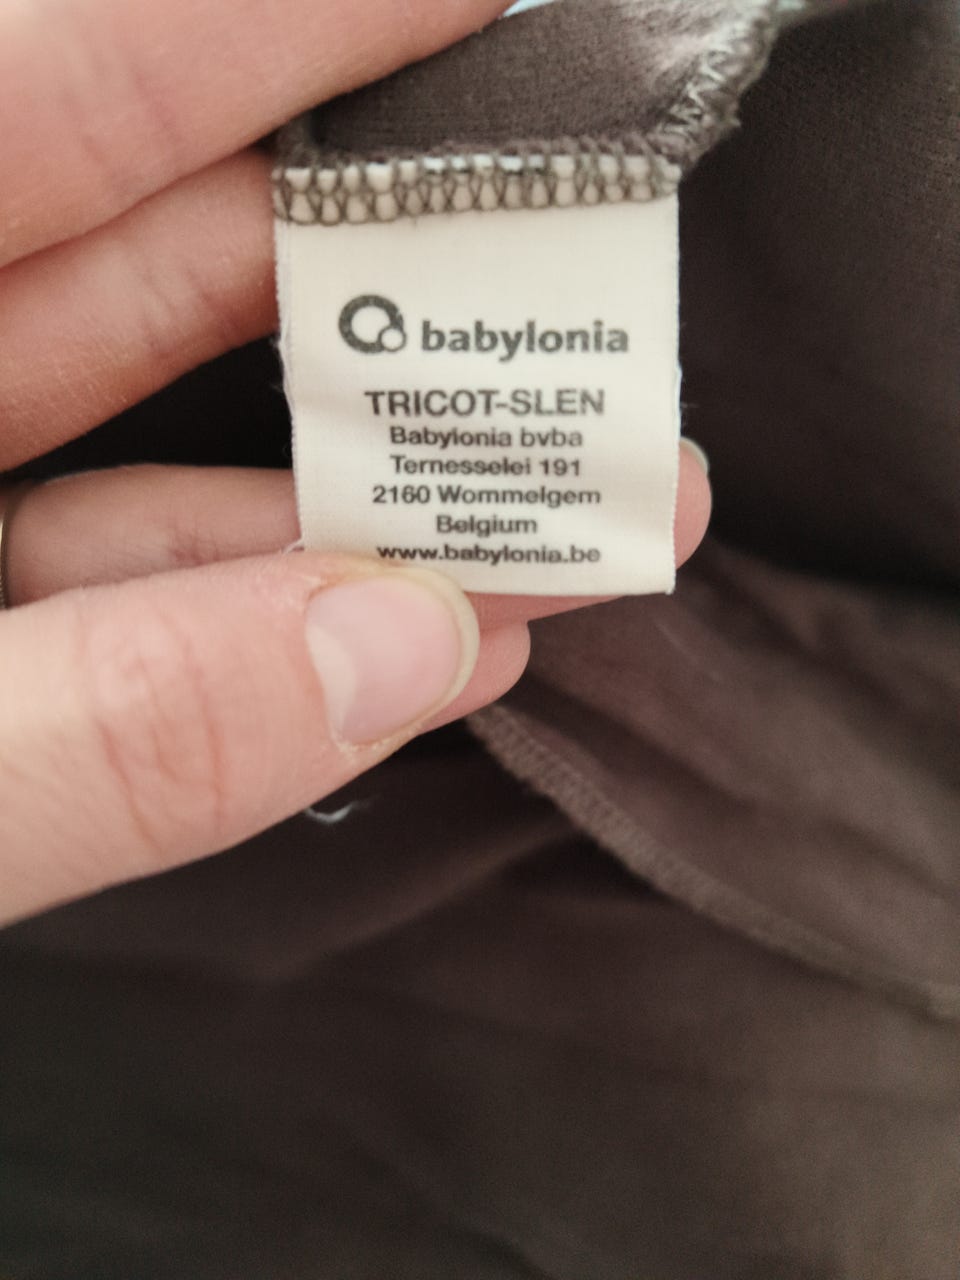 babylonia
TRICOT-SLEN
Babylonia bvba
Ternesselei 191
2160 Wommelgem
Belgium
www.babylonia.be